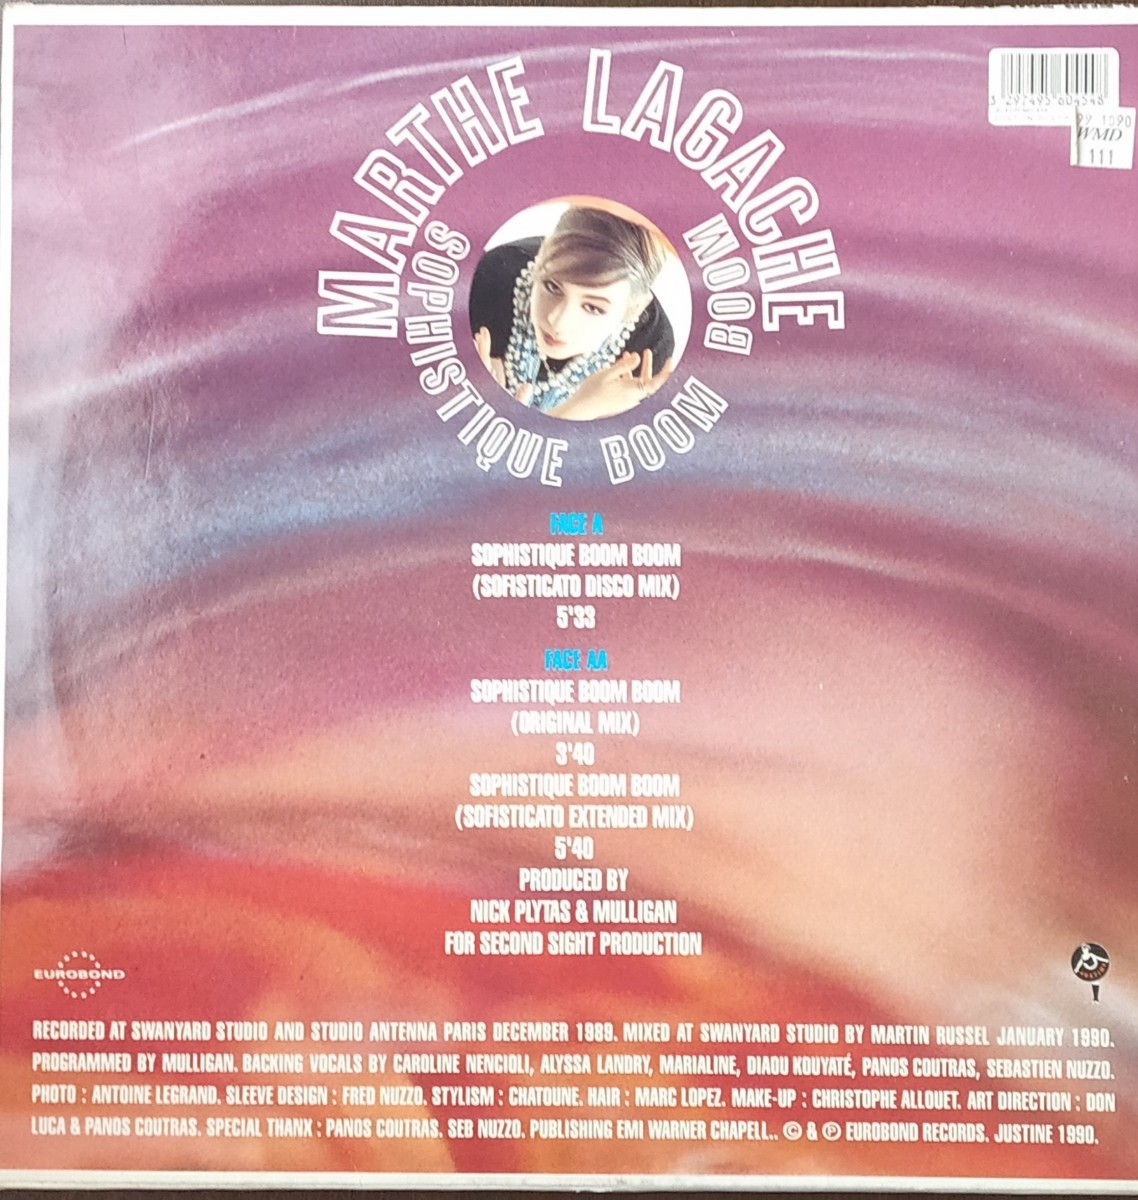 MARTHE LAGACHE
SOPHISTIQUE BOOM BOOM
3 297495 604548
99 1090
WMD
111
FACE A
SOPHISTIQUE BOOM BOOM
(SOFISTICATO DISCO MIX)
5'33
FACE AA
SOPHISTIQUE BOOM BOOM
(ORIGINAL MIX)
3'40
SOPHISTIQUE BOOM BOOM
(SOFISTICATO EXTENDED MIX)
5'40
PRODUCED BY
NICK PLYTAS & MULLIGAN
FOR SECOND SIGHT PRODUCTION
EUROBOND
RECORDED AT SWANYARD STUDIO AND STUDIO ANTENNA PARIS DECEMBER 1989. MIXED AT SWANYARD STUDIO BY MARTIN RUSSEL JANUARY 1990.
PROGRAMMED BY MULLIGAN. BACKING VOCALS BY CAROLINE NENCIOLI, ALYSSA LANDRY, MARIALINE, DIAOU KOUYATÉ, PANOS COUTRAS, SEBASTIEN NUZZO.
PHOTO : ANTOINE LEGRAND. SLEEVE DESIGN : FRED NUZZO. STYLISM : CHATOUNE. HAIR : MARC LOPEZ. MAKE-UP : CHRISTOPHE ALLOUET. ART DIRECTION : DON
LUCA & PANOS COUTRAS. SPECIAL THANX : PANOS COUTRAS. SEB NUZZO. PUBLISHING EMI WARNER CHAPELL.. © & ℗ EUROBOND RECORDS. JUSTINE 1990.